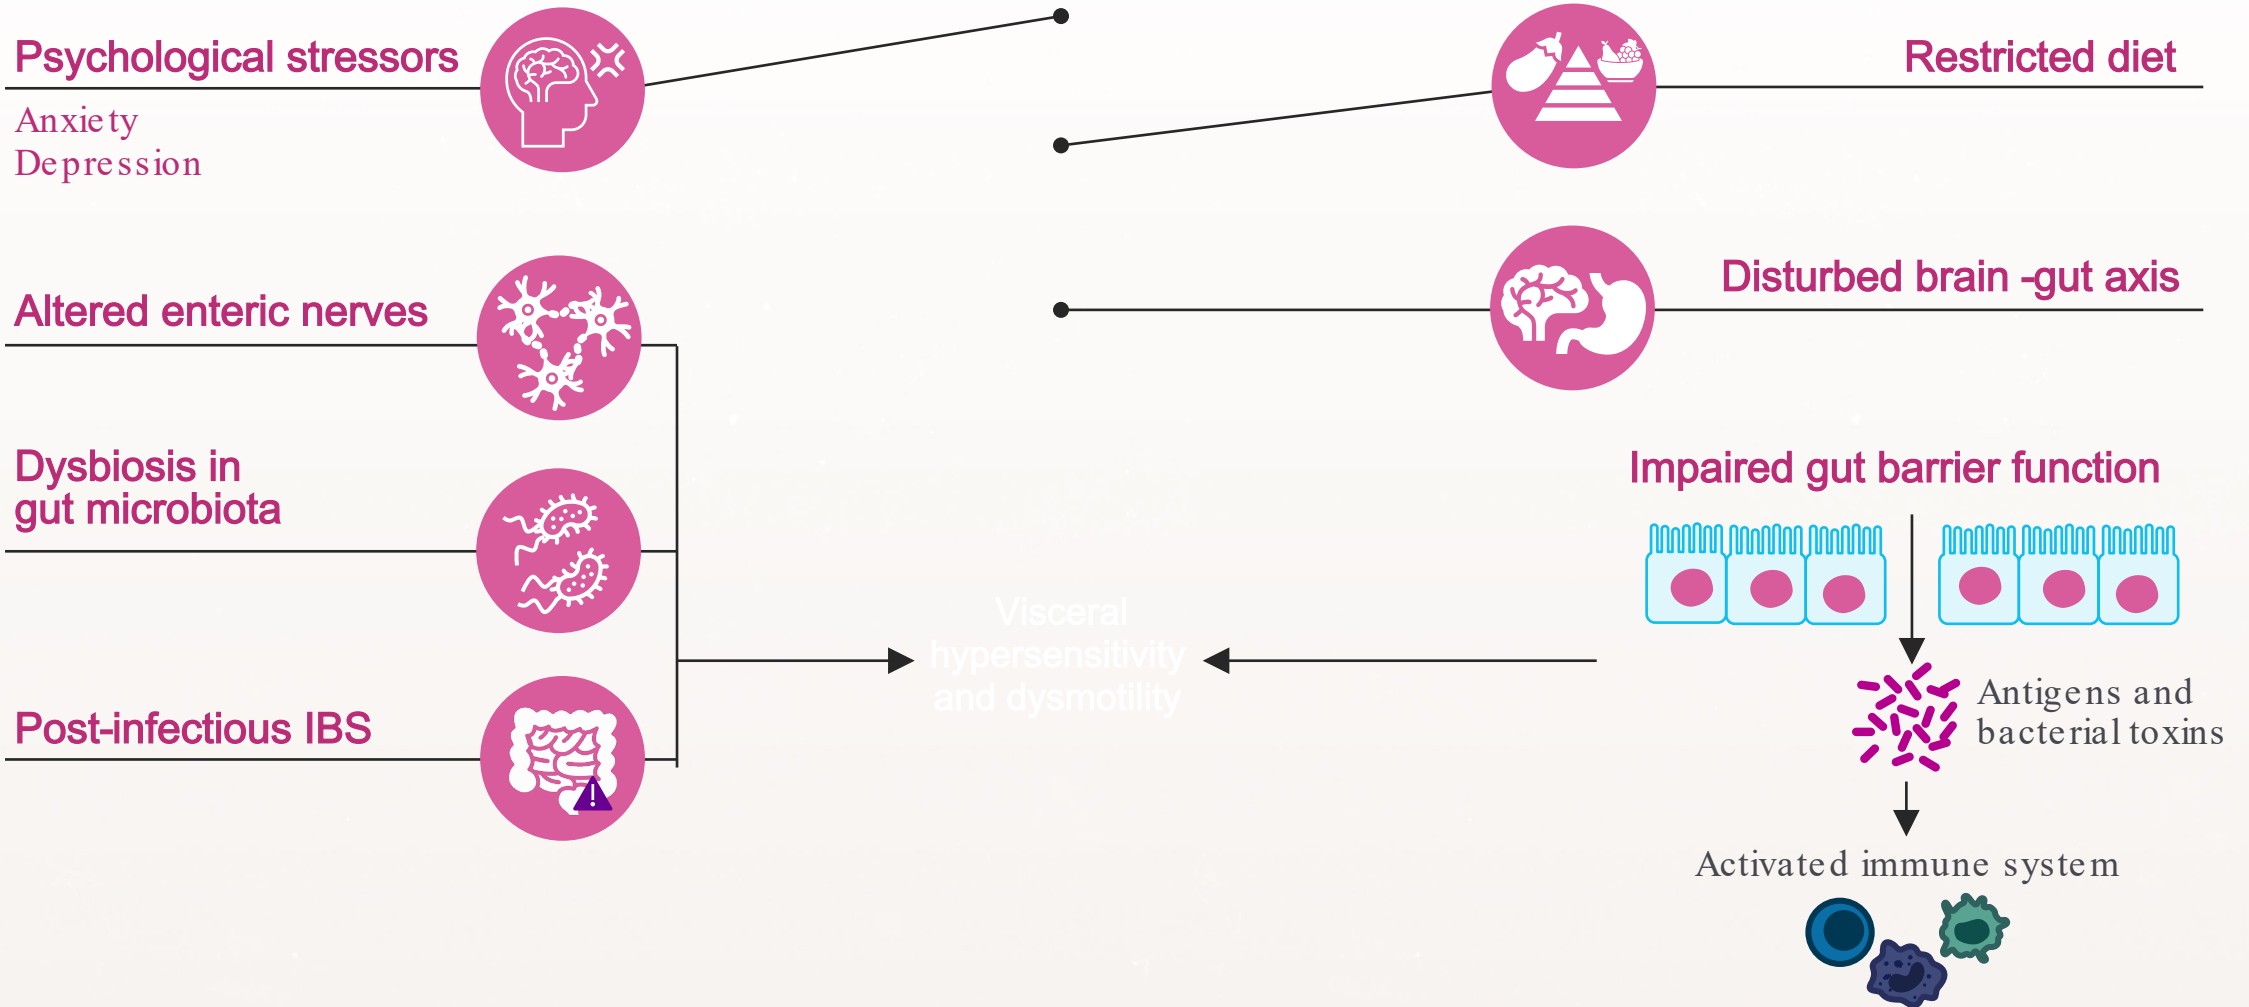 Psychological stressors
Anxiety
Depression
Altered enteric nerves
Dysbiosis in
gut microbiota
Post-infectious IBS
Visceral
hypersensitivity
and dysmotility
Restricted diet
Disturbed brain -gut axis
Impaired gut barrier function
Antigens and
bacterial toxins
Activated immune system